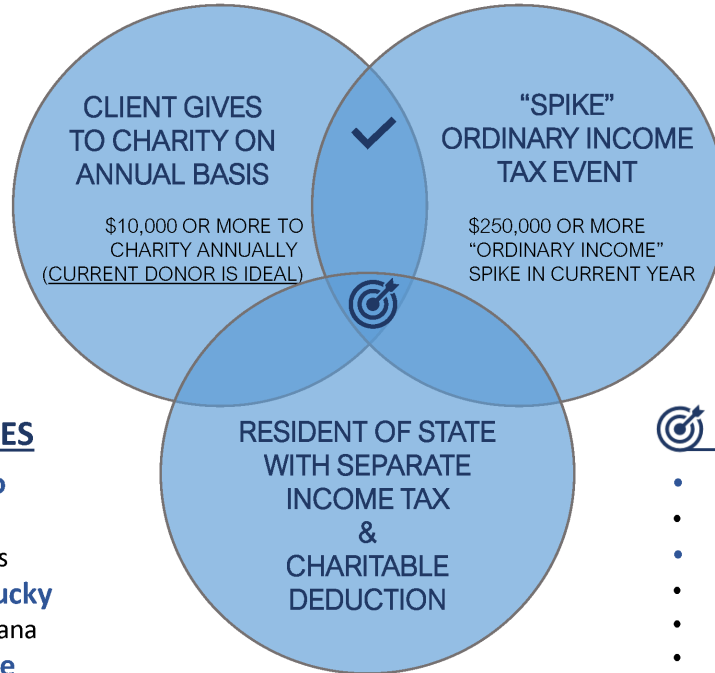 CLIENT GIVES
TO CHARITY ON
ANNUAL BASIS
$10,000 OR MORE TO
CHARITY ANNUALLY
(CURRENT DONOR IS IDEAL)
“SPIKE”
ORDINARY INCOME
TAX EVENT
$250,000 OR MORE
“ORDINARY INCOME”
SPIKE IN CURRENT YEAR
RESIDENT OF STATE
WITH SEPARATE
INCOME TAX
&
CHARITABLE
DEDUCTION
ES
o
s
ucky
ana
e